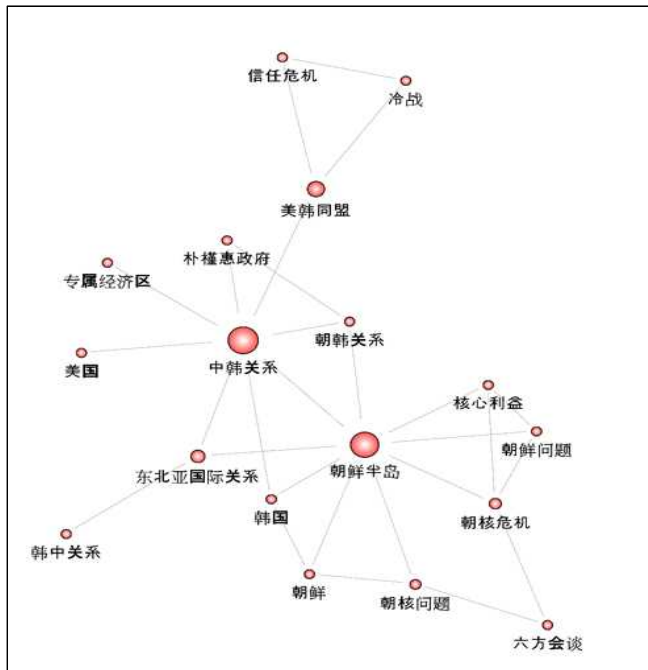 信任危机
冷战
美韩同盟
朴槿惠政府
专属经济区
朝韩关系
中韩关系
美国
核心利益
朝鲜问题
东北亚国际关系
朝鲜半岛
韩国
朝核危机
韩中关系
朝鲜
朝核问题
六方会谈